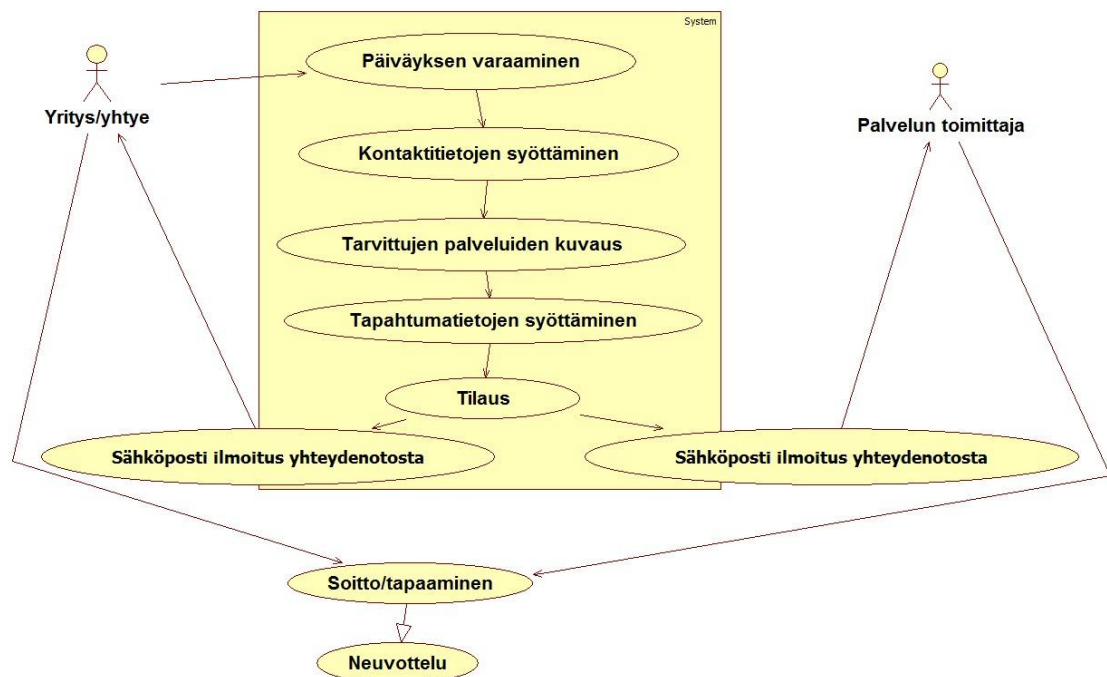 System
Päiväyksen varaaminen
Yritys/yhtye
Palvelun toimittaja
Kontaktitietojen syöttäminen
Tarvittujen palveluiden kuvaus
Tapahtumatietojen syöttäminen
Tilaus
Sähköposti ilmoitus yhteydenotosta
Sähköposti ilmoitus yhteydenotosta
Soitto/tapaaminen
Neuvottelu